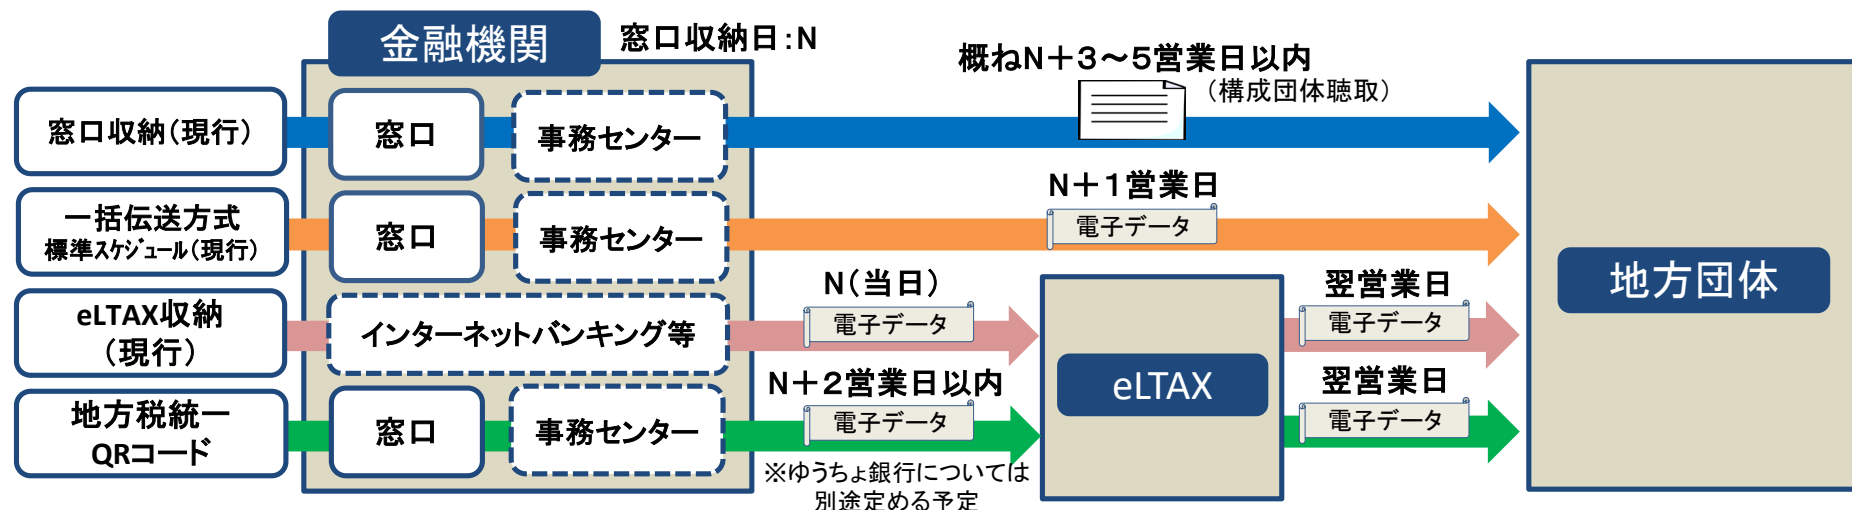 金融機関
窓口収納日:N
概ねN+3～5営業日以内
(構成団体聴取)
窓口収納(現行)
窓口
事務センター
一括伝送方式
標準スケジュール(現行)
窓口
事務センター
N+1営業日
電子データ
eLTAX収納
(現行)
インターネットバンキング等
N(当日)
電子データ
翌営業日
電子データ
地方税統一
QRコード
窓口
事務センター
N+2営業日以内
電子データ
※ゆうちょ銀行については
別途定める予定
eLTAX
翌営業日
電子データ
地方団体